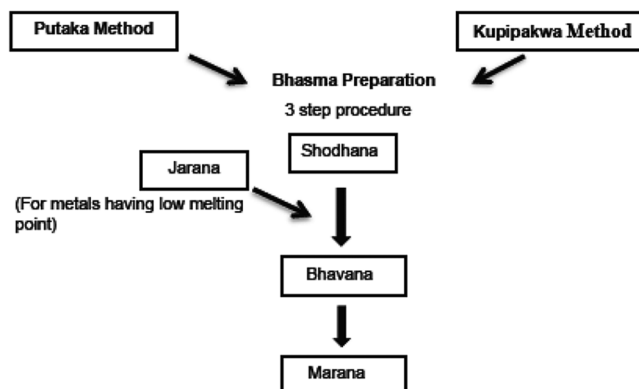 Putaka Method
Kupipakwa Method
Bhasma Preparation
3 step procedure
Shodhana
Jarana
(For metals having low melting
point)
Bhavana
Marana